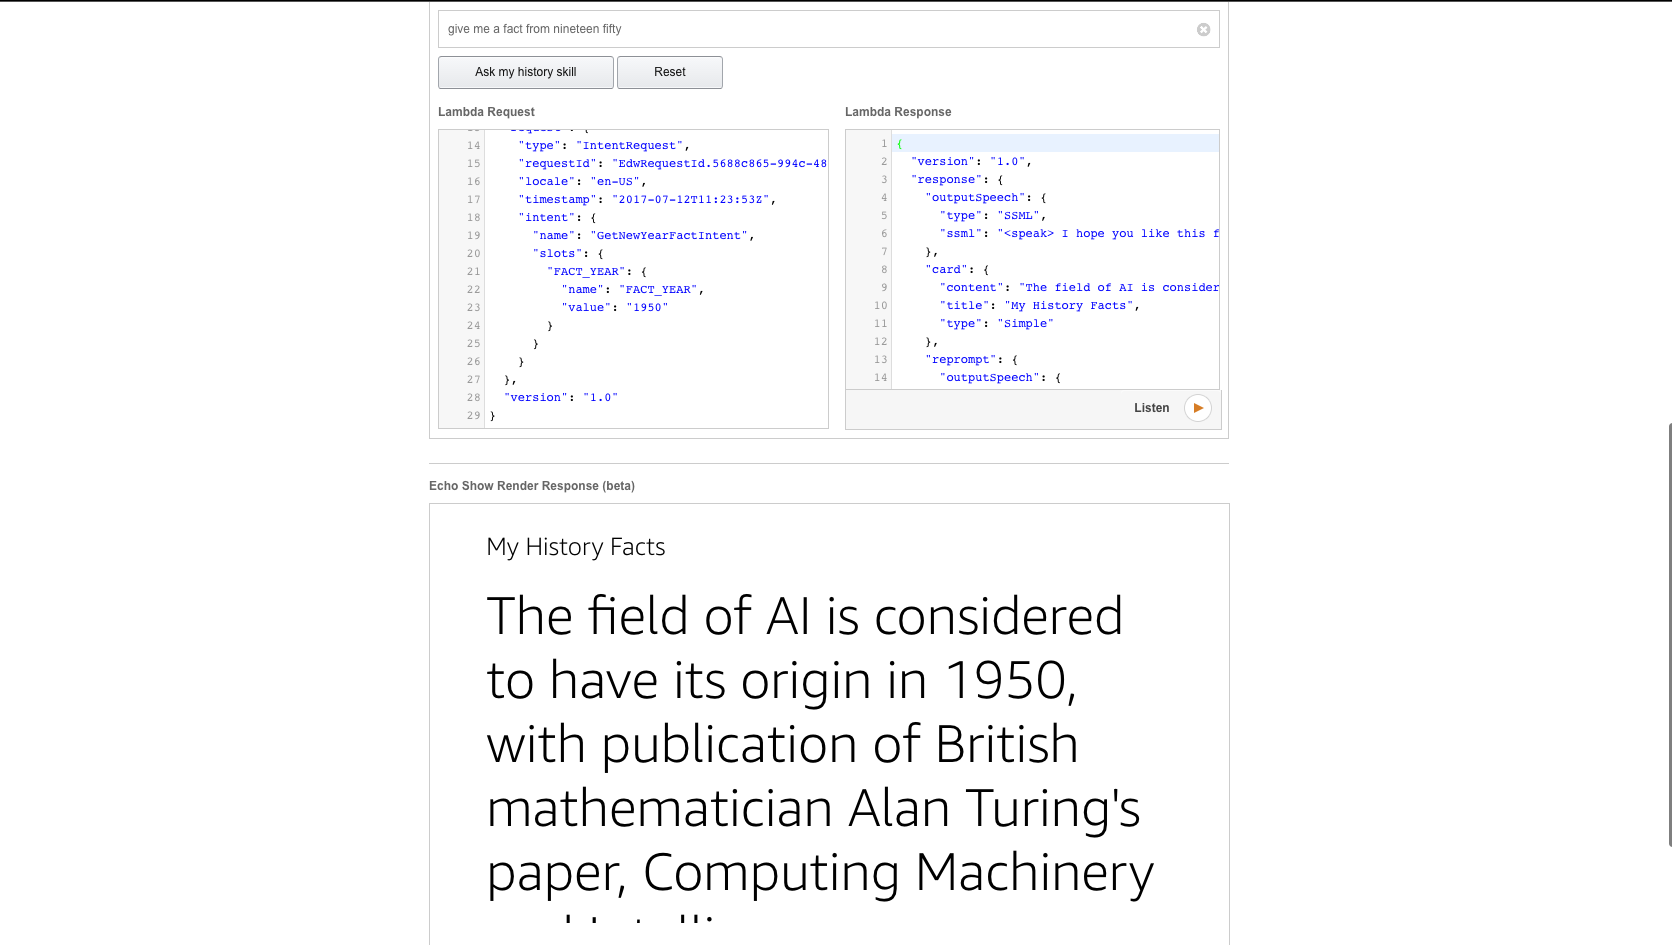 give me a fact from nineteen fifty
Ask my history skill
Reset
Lambda Request
14 "type": "IntentRequest",
15 "requestId": "EdwRequestId.5688c865-994c-48
16 "locale": "en-US",
17 "timestamp": "2017-07-12T11:23:53Z",
18 "intent": {
19 "name": "GetNewYearFactIntent",
20 "slots": {
21 "FACT_YEAR": {
22 "name": "FACT_YEAR",
23 "value": "1950"
24 }
25 }
26 }
27 },
28 "version": "1.0"
29 }
Lambda Response
1 {
2 "version": "1.0",
3 "response": {
4 "outputSpeech": {
5 "type": "SSML",
6 "ssml": "<speak> I hope you like this f
7 },
8 "card": {
9 "content": "The field of AI is consider
10 "title": "My History Facts",
11 "type": "Simple"
12 },
13 "reprompt": {
14 "outputSpeech": {
Listen
Echo Show Render Response (beta)
My History Facts
The field of AI is considered
to have its origin in 1950,
with publication of British
mathematician Alan Turing's
paper, Computing Machinery